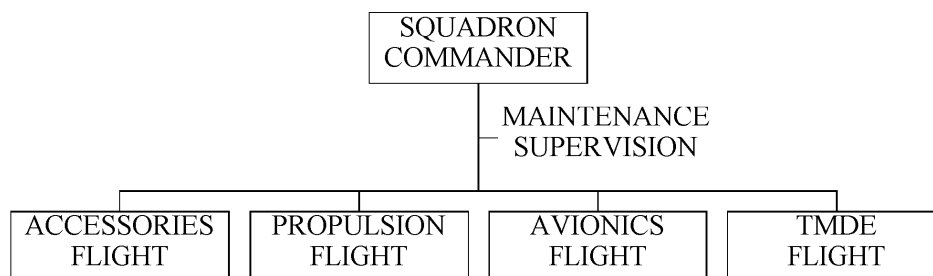 SQUADRON
COMMANDER
MAINTENANCE
SUPERVISION
ACCESSORIES
FLIGHT
PROPULSION
FLIGHT
AVIONICS
FLIGHT
TMDE
FLIGHT